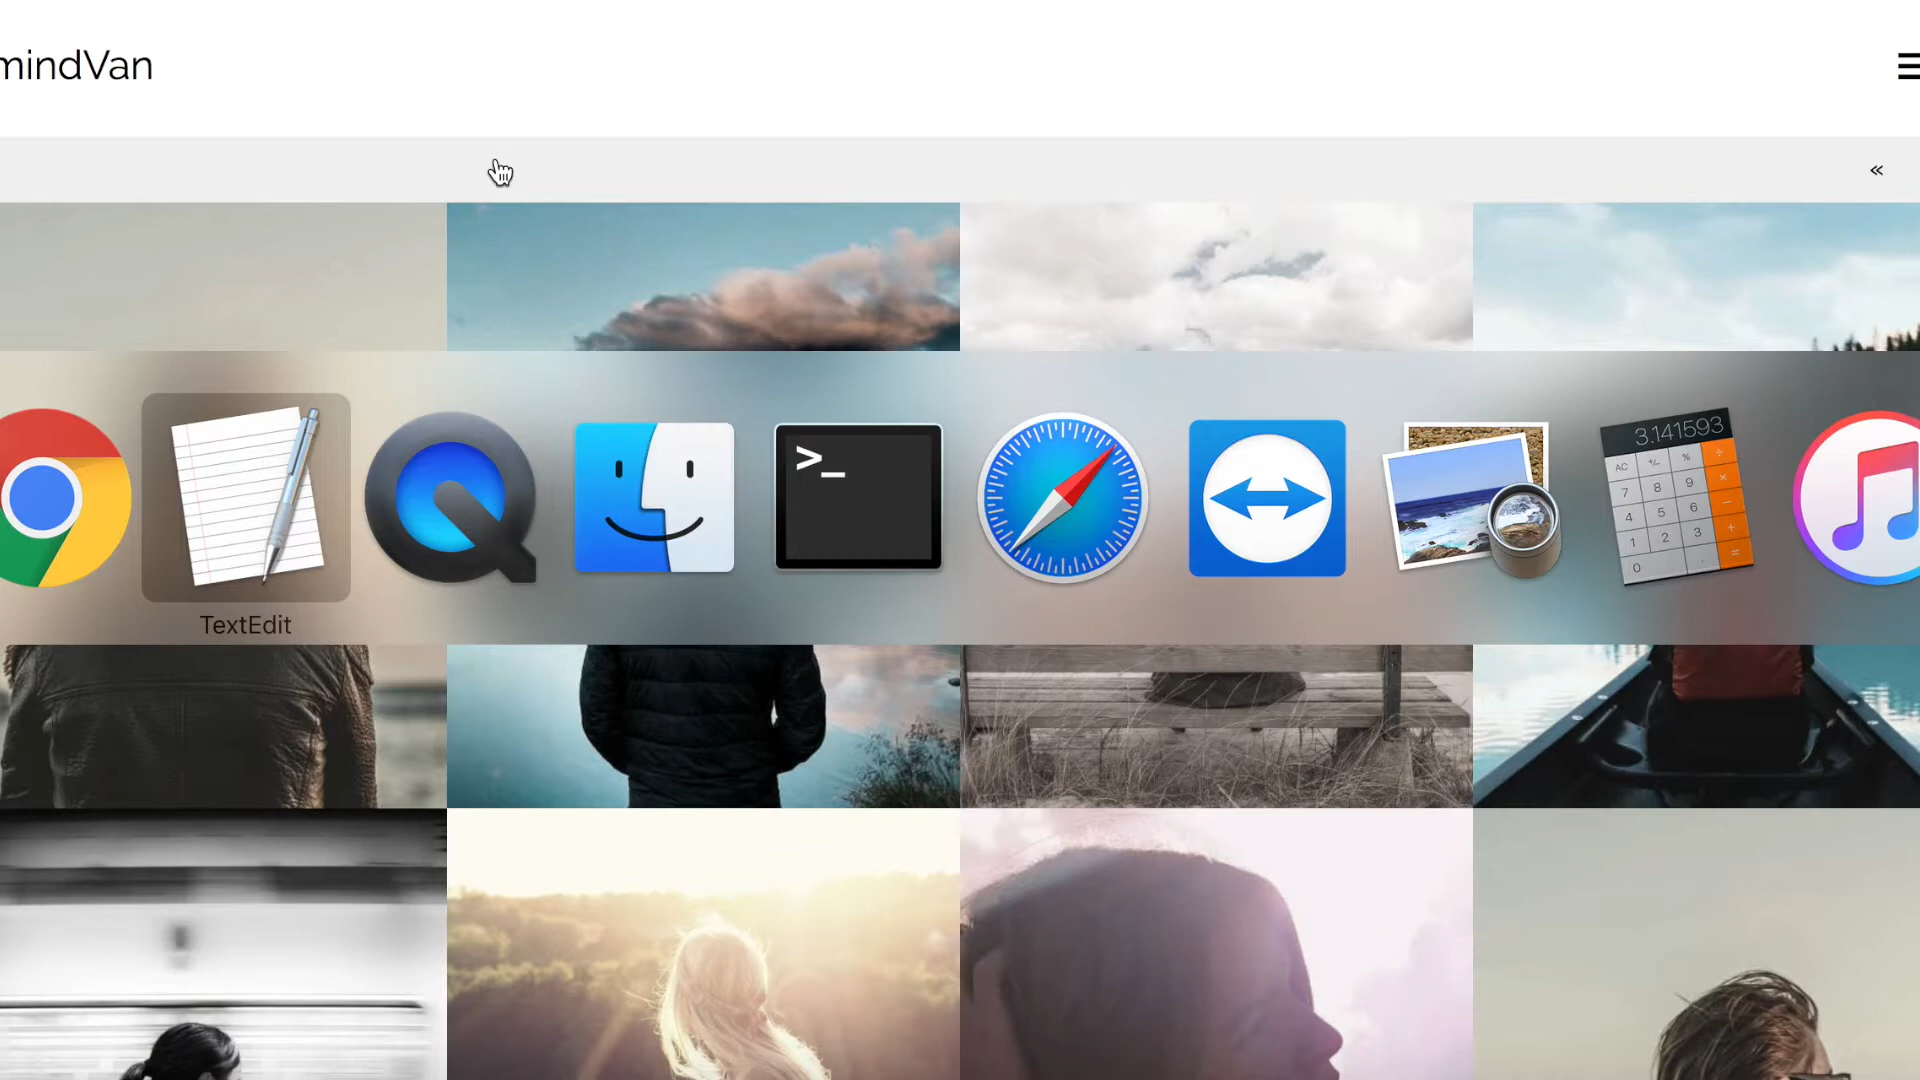 mindVan
«
>_
3.141593
AC +/- % ÷
7 8 9 ×
4 5 6 −
1 2 3 +
0 . =
TextEdit